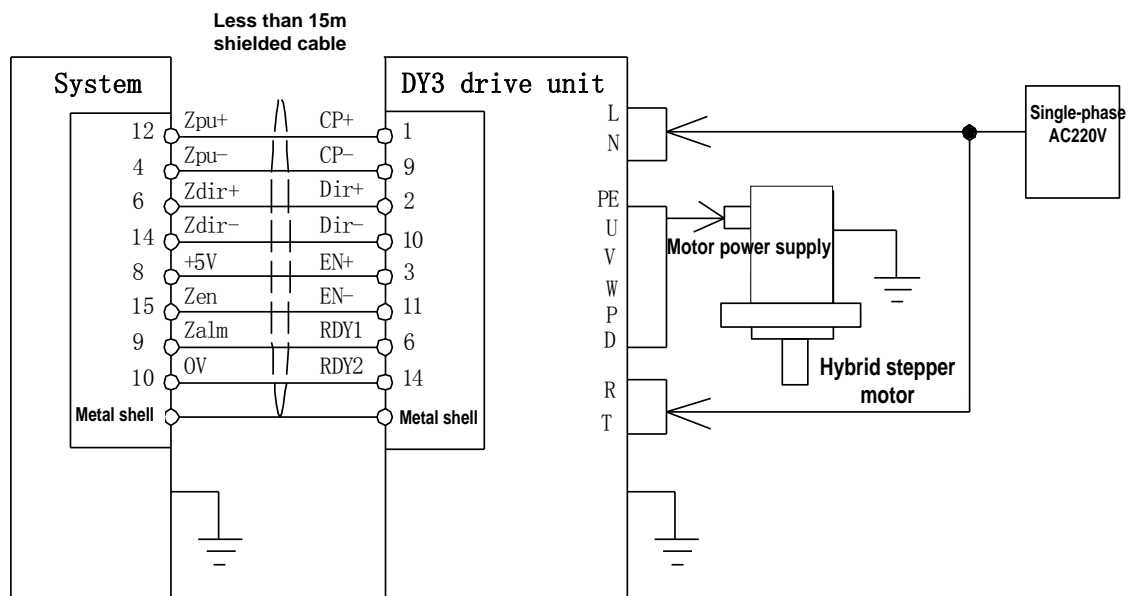 Less than 15m
shielded cable
System
DY3 drive unit
12 Zpu+ CP+ 1
4 Zpu- CP- 9
6 Zdir+ Dir+ 2
14 Zdir- Dir- 10
8 +5V EN+ 3
15 Zen EN- 11
9 Zalm RDY1 6
10 0V RDY2 14
Metal shell Metal shell
L
N
PE
U
V
W
P
D
R
T
Motor power supply
Hybrid stepper
motor
Single-phase
AC220V